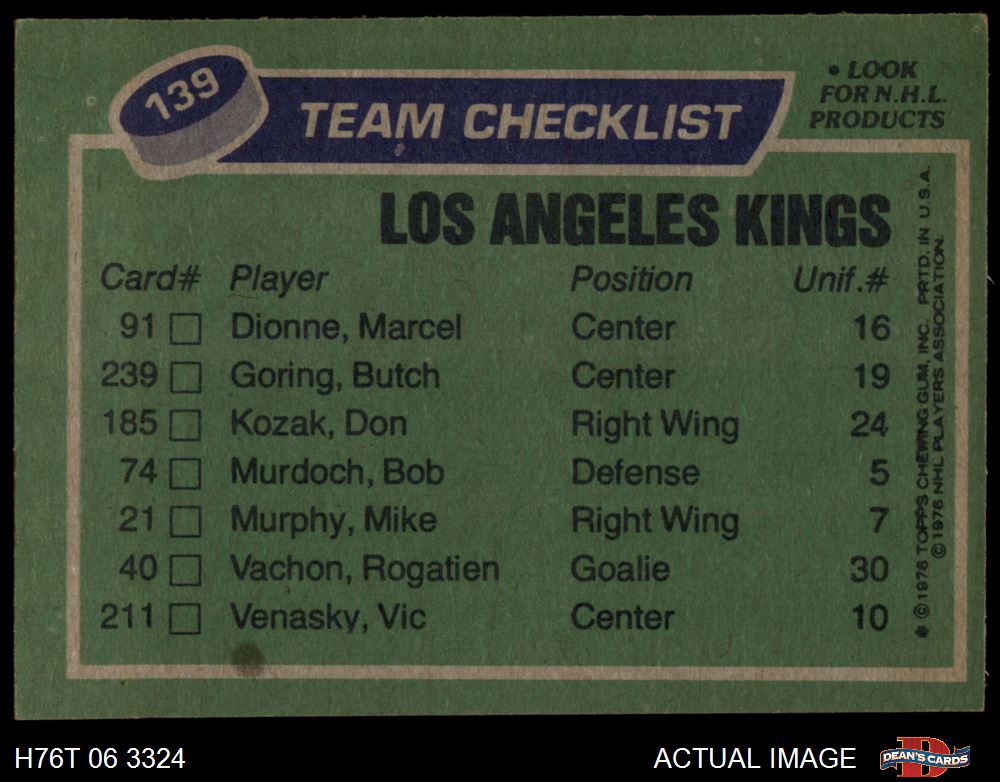 139
TEAM CHECKLIST
• LOOK
FOR N.H.L.
PRODUCTS
LOS ANGELES KINGS
Card# Player Position Unif.#
91 Dionne, Marcel Center 16
239 Goring, Butch Center 19
185 Kozak, Don Right Wing 24
74 Murdoch, Bob Defense 5
21 Murphy, Mike Right Wing 7
40 Vachon, Rogatien Goalie 30
211 Venasky, Vic Center 10
* © 1976 TOPPS CHEWING GUM, INC. PRTD. IN U.S.A.
© 1976 NHL PLAYERS ASSOCIATION.
H76T 06 3324
ACTUAL IMAGE
DEAN'S CARDS